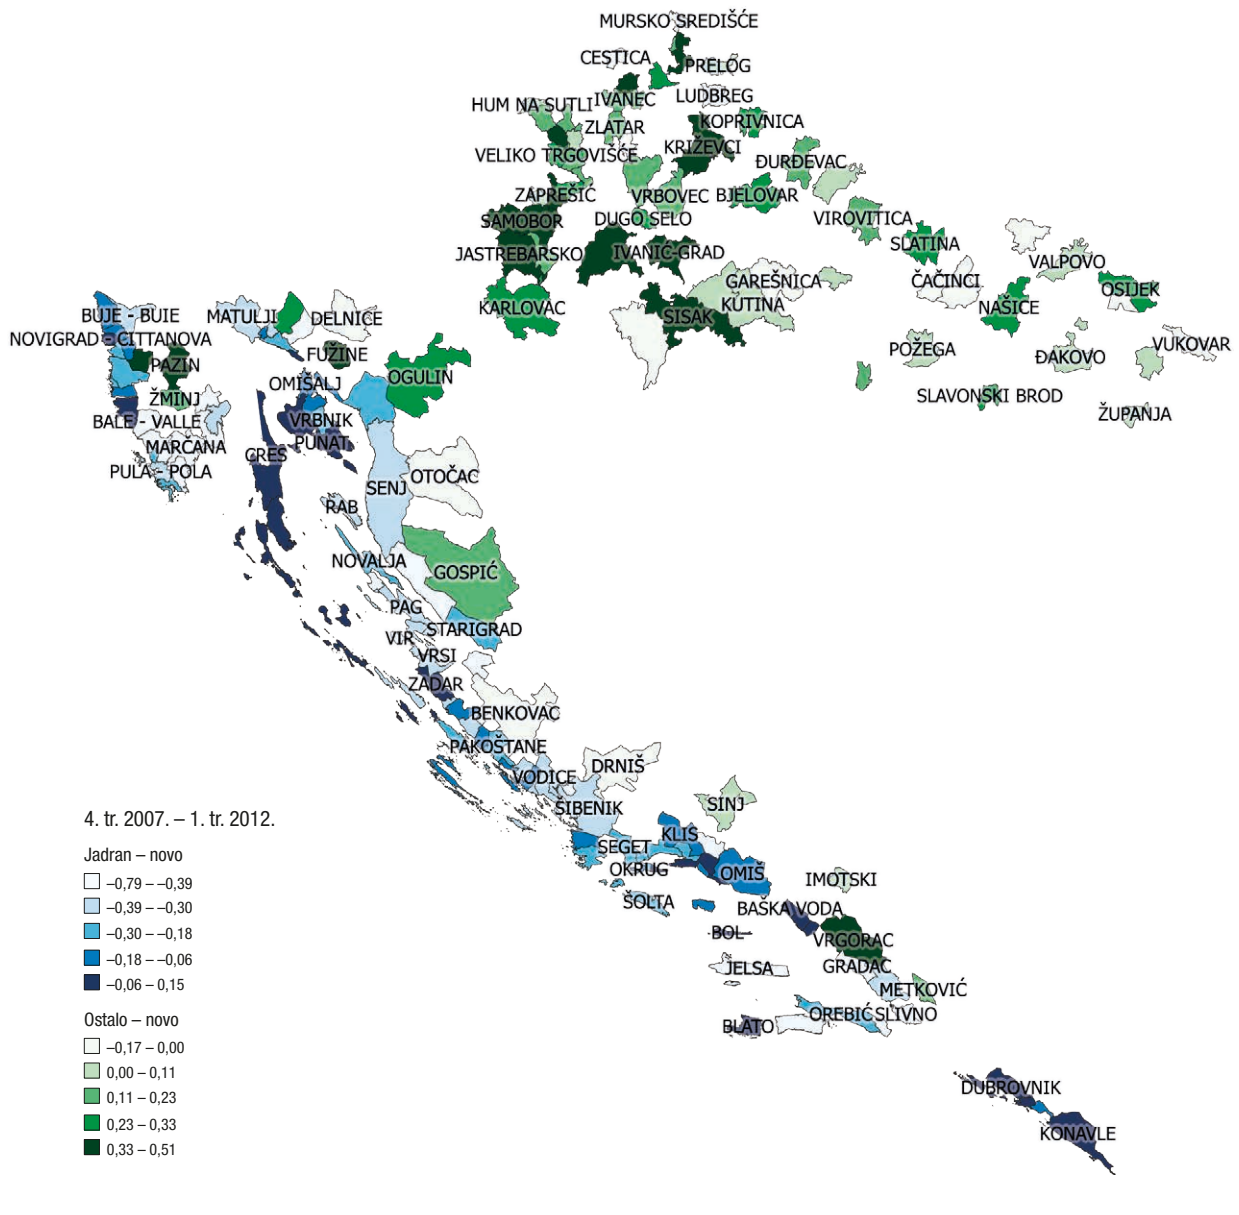 MURSKO SREDIŠĆE
CESTICA
PRELOG
IVANEC
LUDBREG
HUM NA SUTLI
ZLATAR
KOPRIVNICA
KRIŽEVCI
VELIKO TRGOVIŠĆE
ĐURĐEVAC
ZAPREŠIĆ
VRBOVEC
BJELOVAR
SAMOBOR
DUGO SELO
VIROVITICA
SLATINA
JASTREBARSKO
IVANIĆ-GRAD
VALPOVO
GAREŠNICA
ČAČINCI
OSIJEK
KUTINA
KARLOVAC
SISAK
NAŠICE
BUJE - BUIE
MATULJI
DELNICE
NOVIGRAD - CITTANOVA
VUKOVAR
POŽEGA
ĐAKOVO
FUŽINE
PAZIN
OGULIN
OMIŠALJ
ŽMINJ
SLAVONSKI BROD
ŽUPANJA
BALE - VALLE
VRBNIK
MARČANA
PUNAT
CRES
PULA - POLA
OTOČAC
SENJ
RAB
NOVALJA
GOSPIĆ
PAG
STARIGRAD
VIR
VRSI
ZADAR
BENKOVAC
PAKOŠTANE
DRNIŠ
VODICE
ŠIBENIK
SINJ
KLIS
SEGET
OKRUG
OMIŠ
IMOTSKI
ŠOLTA
BAŠKA VODA
BOL
VRGORAC
JELSA
GRADAC
METKOVIĆ
OREBIĆ
SLIVNO
BLATO
DUBROVNIK
KONAVLE
4. tr. 2007. – 1. tr. 2012.
Jadran – novo
–0,79 – –0,39
–0,39 – –0,30
–0,30 – –0,18
–0,18 – –0,06
–0,06 – 0,15
Ostalo – novo
–0,17 – 0,00
0,00 – 0,11
0,11 – 0,23
0,23 – 0,33
0,33 – 0,51